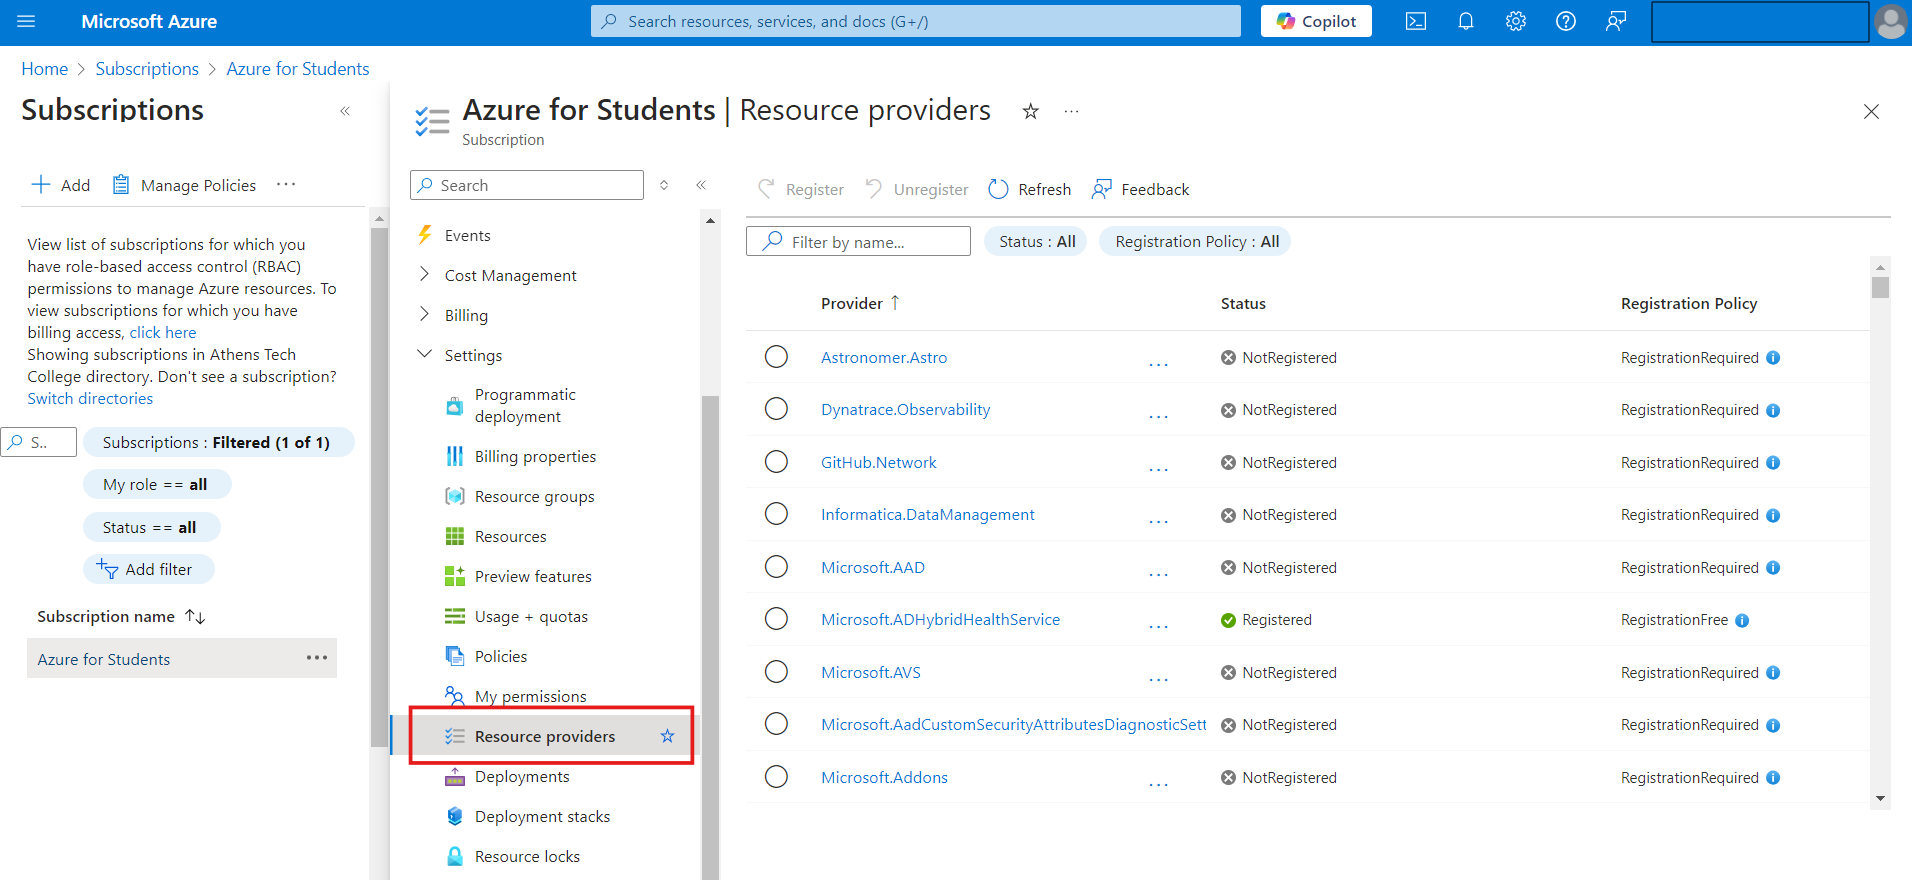 Microsoft Azure
Search resources, services, and docs (G+/)
Copilot
Home > Subscriptions > Azure for Students
Subscriptions
Add
Manage Policies
View list of subscriptions for which you
have role-based access control (RBAC)
permissions to manage Azure resources. To
view subscriptions for which you have
billing access, click here
Showing subscriptions in Athens Tech
College directory. Don't see a subscription?
Switch directories
S..
Subscriptions : Filtered (1 of 1)
My role == all
Status == all
Add filter
Subscription name
Azure for Students
Azure for Students | Resource providers
Subscription
Search
Events
Cost Management
Billing
Settings
Programmatic
deployment
Billing properties
Resource groups
Resources
Preview features
Usage + quotas
Policies
My permissions
Resource providers
Deployments
Deployment stacks
Resource locks
Register
Unregister
Refresh
Feedback
Filter by name...
Status : All
Registration Policy : All
Provider ↑ Status Registration Policy
Astronomer.Astro ... NotRegistered RegistrationRequired
Dynatrace.Observability ... NotRegistered RegistrationRequired
GitHub.Network ... NotRegistered RegistrationRequired
Informatica.DataManagement ... NotRegistered RegistrationRequired
Microsoft.AAD ... NotRegistered RegistrationRequired
Microsoft.ADHybridHealthService ... Registered RegistrationFree
Microsoft.AVS ... NotRegistered RegistrationRequired
Microsoft.AadCustomSecurityAttributesDiagnosticSett NotRegistered RegistrationRequired
Microsoft.Addons ... NotRegistered RegistrationRequired